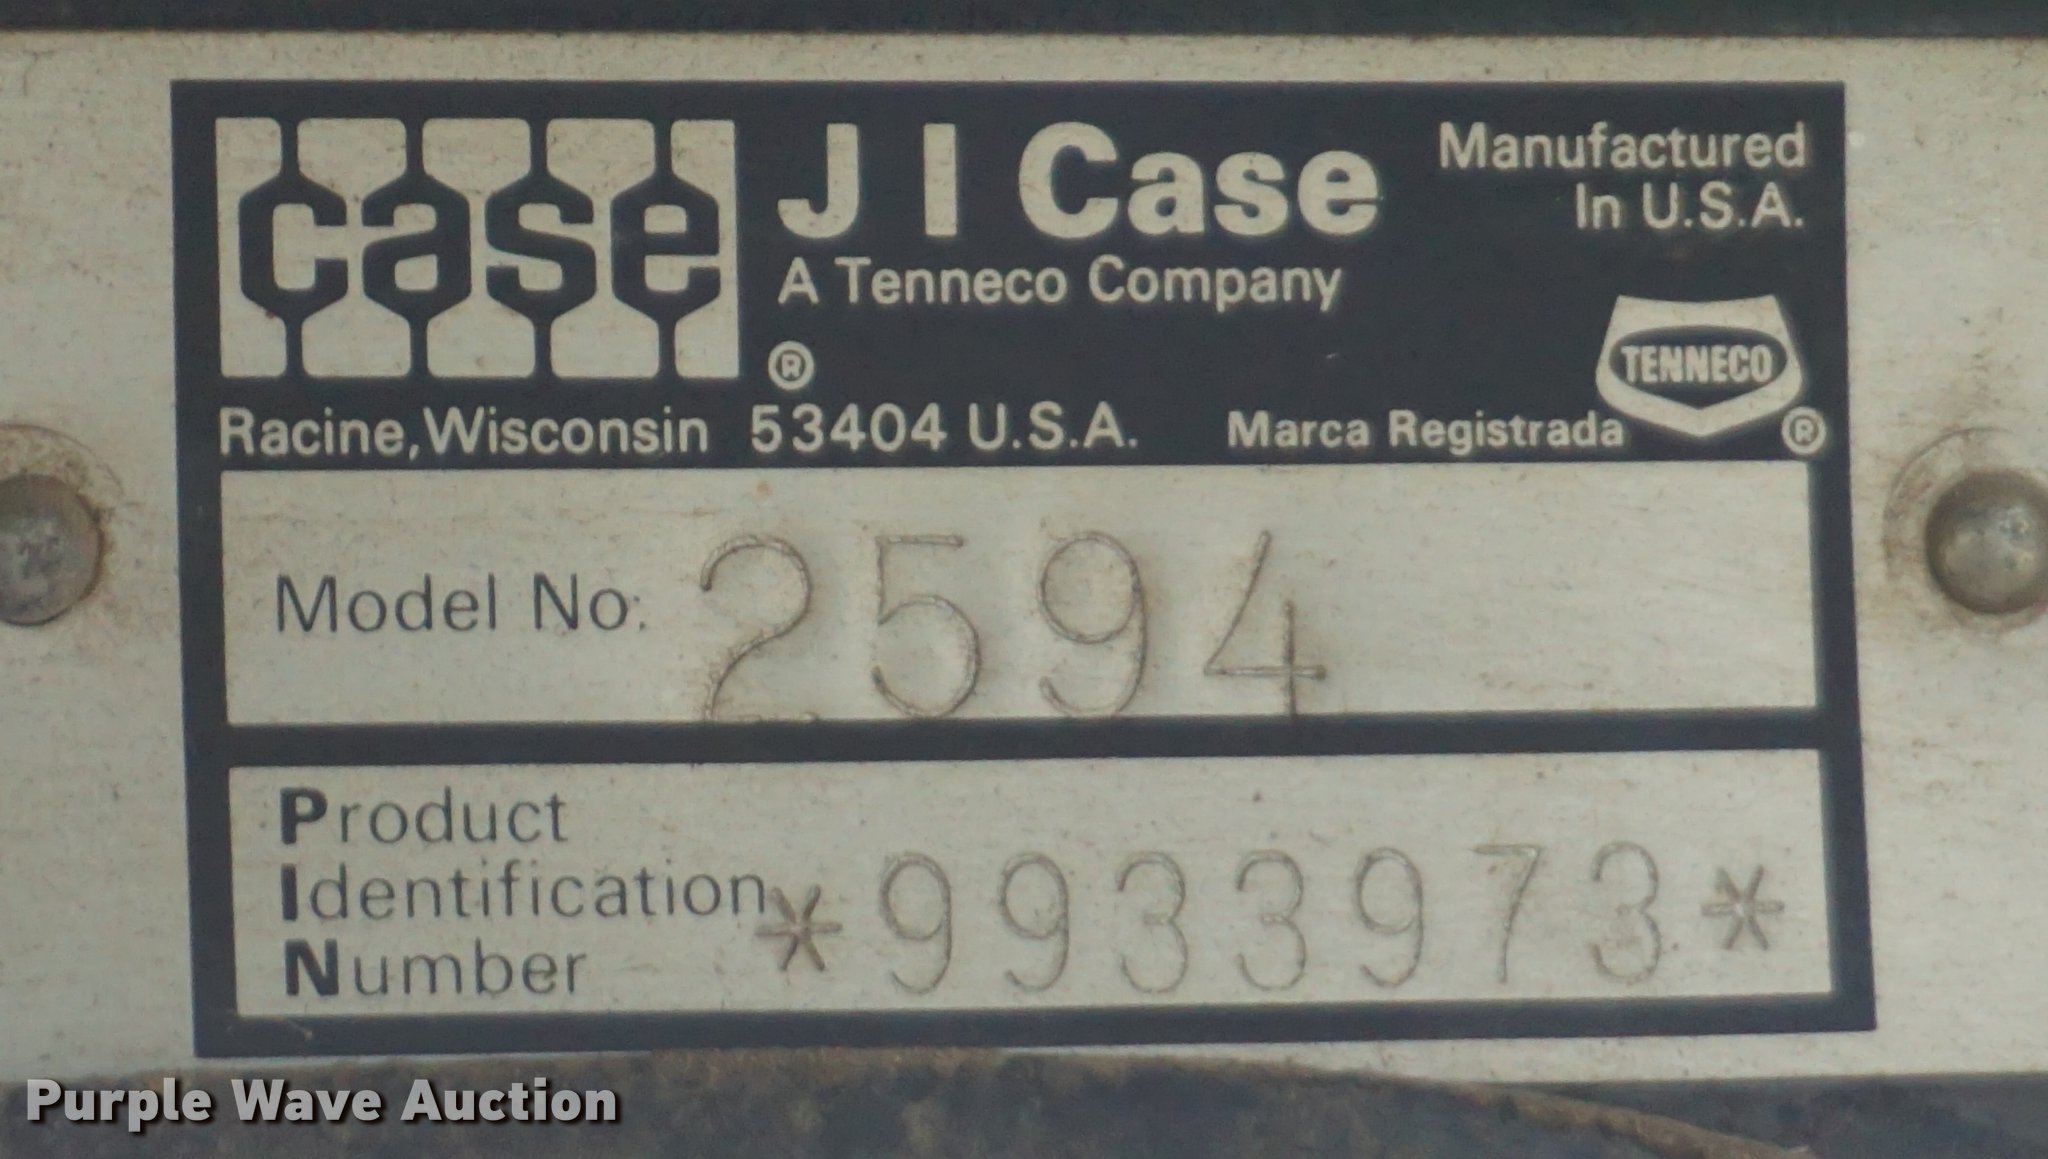 case
J I Case
A Tenneco Company
®
Manufactured
In U.S.A.
TENNECO
Racine, Wisconsin 53404 U.S.A.
Marca Registrada
®
Model No: 2594
Product
Identification
Number
*9933973*
Purple Wave Auction